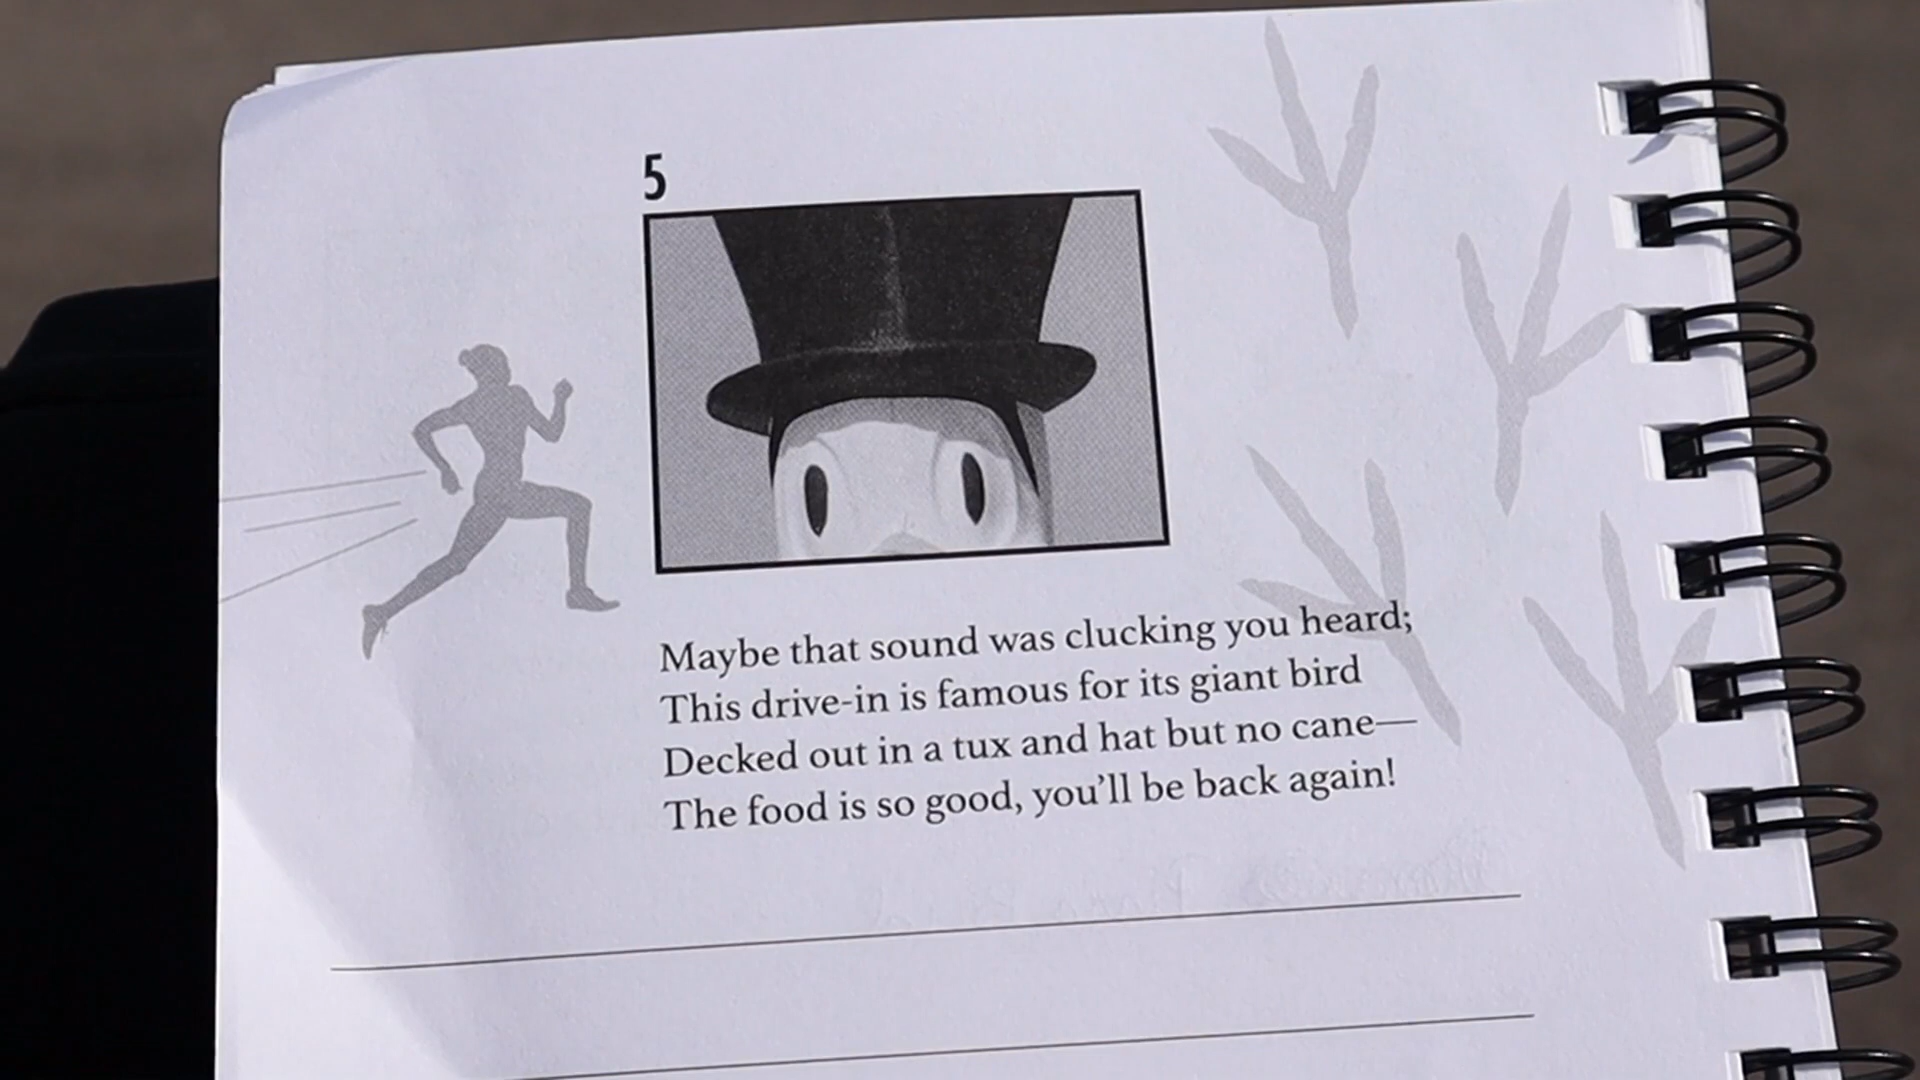 5
Maybe that sound was clucking you heard;
This drive-in is famous for its giant bird
Decked out in a tux and hat but no cane—
The food is so good, you'll be back again!